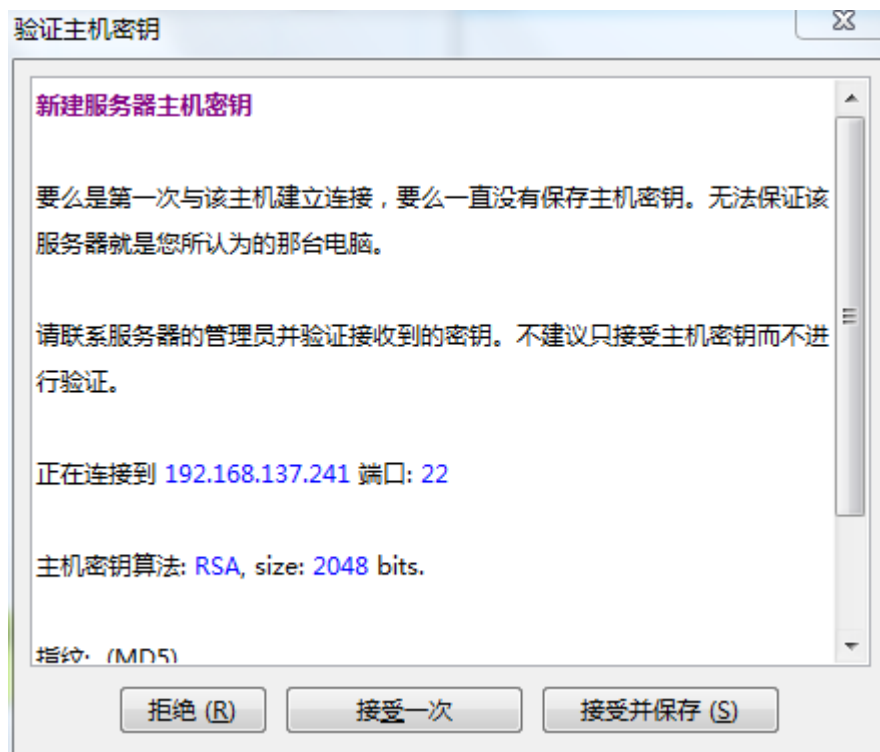 验证主机密钥
新建服务器主机密钥
要么是第一次与该主机建立连接，要么一直没有保存主机密钥。无法保证该
服务器就是您所认为的那台电脑。
请联系服务器的管理员并验证接收到的密钥。不建议只接受主机密钥而不进
行验证。
正在连接到 192.168.137.241 端口: 22
主机密钥算法: RSA, size: 2048 bits.
指纹: (MD5)
拒绝 (R)
接受一次
接受并保存 (S)